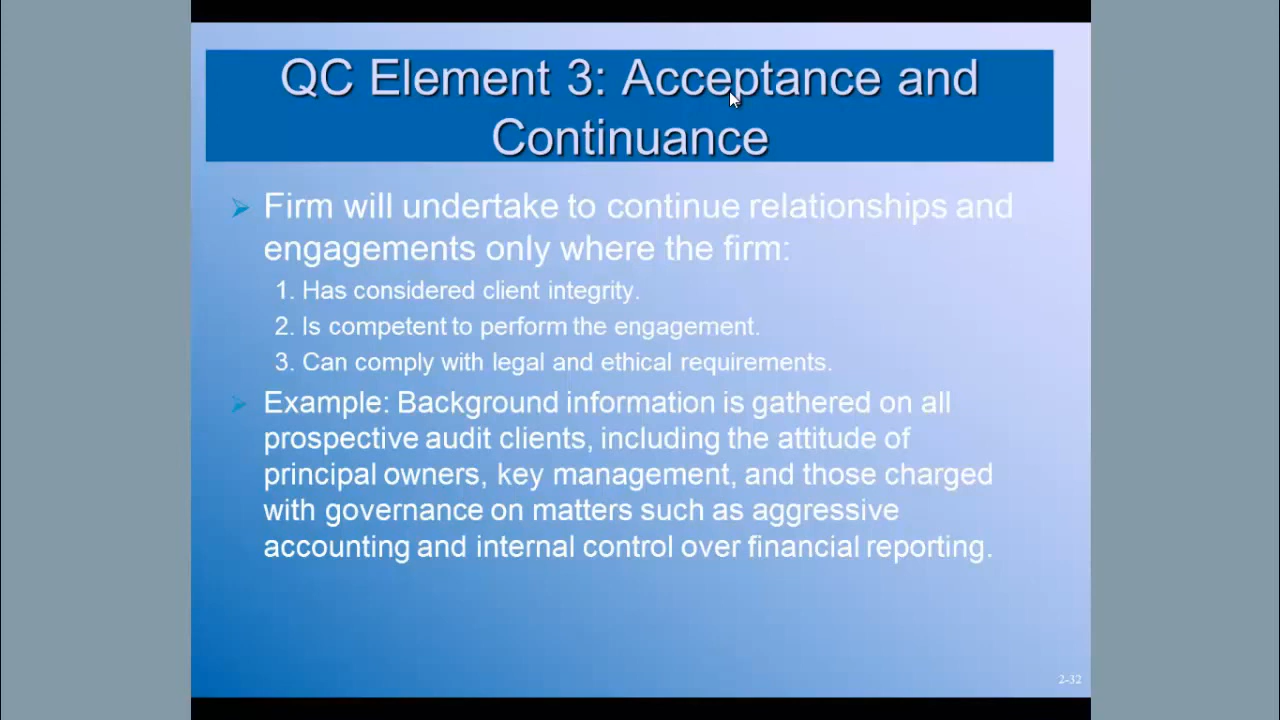 QC Element 3: Acceptance and
Continuance
Firm will undertake to continue relationships and
engagements only where the firm:
1. Has considered client integrity.
2. Is competent to perform the engagement.
3. Can comply with legal and ethical requirements.
Example: Background information is gathered on all
prospective audit clients, including the attitude of
principal owners, key management, and those charged
with governance on matters such as aggressive
accounting and internal control over financial reporting.
2-32